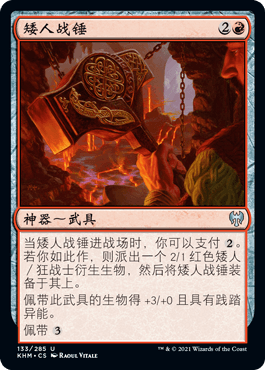 矮人战锤 2
神器～武具
当矮人战锤进战场时，你可以支付 2。
若你如此作，则派出一个 2/1 红色矮人
／狂战士衍生生物，然后将矮人战锤装
备于其上。
佩带此武具的生物得 +3/+0 且具有践踏
异能。
佩带 3
133/285 U
KHM • CS RAOUL VITALE
™ & © 2021 Wizards of the Coast